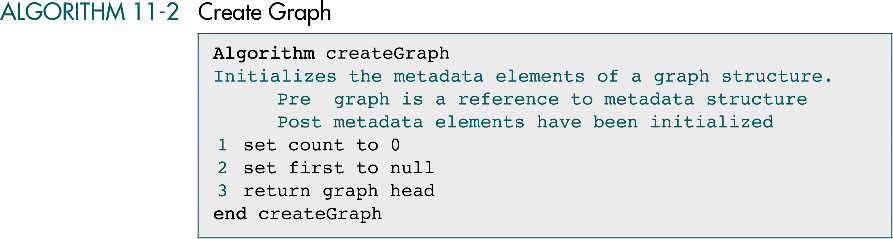 ALGORITHM 11-2 Create Graph
Algorithm createGraph
Initializes the metadata elements of a graph structure.
Pre graph is a reference to metadata structure
Post metadata elements have been initialized
1 set count to 0
2 set first to null
3 return graph head
end createGraph